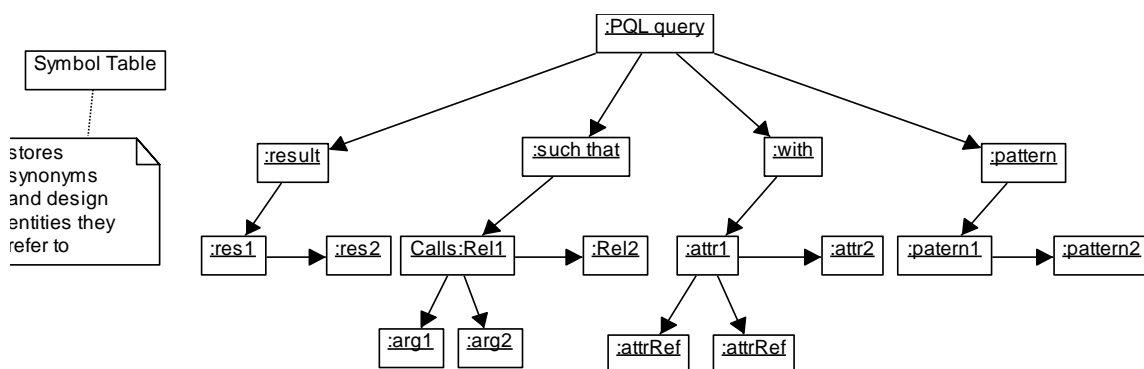 :PQL query
Symbol Table
:result
:such that
:with
:pattern
stores
synonyms
and design
entities they
refer to
:res1
:res2
Calls:Rel1
:Rel2
:attr1
:attr2
:patern1
:pattern2
:arg1
:arg2
:attrRef
:attrRef